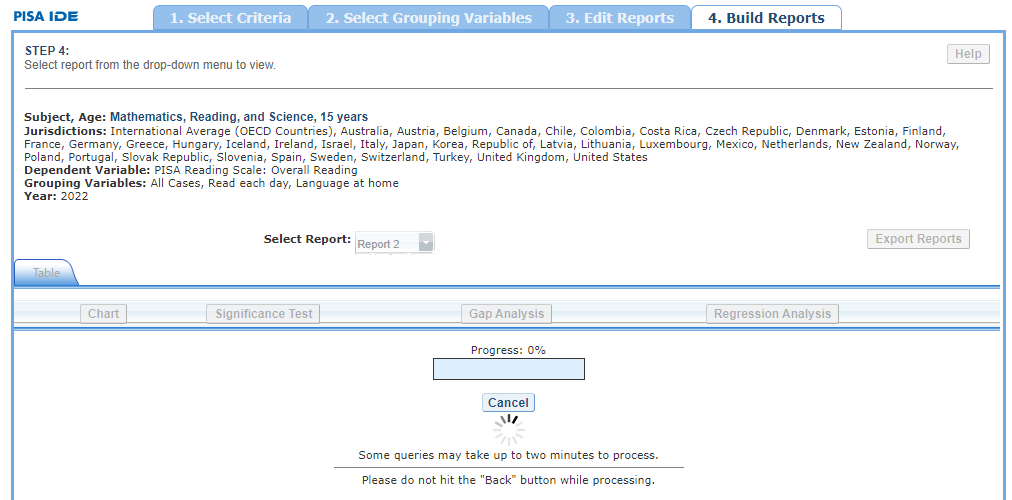 PISA IDE
1. Select Criteria
2. Select Grouping Variables
3. Edit Reports
4. Build Reports
STEP 4:
Select report from the drop-down menu to view.
Help
Subject, Age: Mathematics, Reading, and Science, 15 years
Jurisdictions: International Average (OECD Countries), Australia, Austria, Belgium, Canada, Chile, Colombia, Costa Rica, Czech Republic, Denmark, Estonia, Finland,
France, Germany, Greece, Hungary, Iceland, Ireland, Israel, Italy, Japan, Korea, Republic of, Latvia, Lithuania, Luxembourg, Mexico, Netherlands, New Zealand, Norway,
Poland, Portugal, Slovak Republic, Slovenia, Spain, Sweden, Switzerland, Turkey, United Kingdom, United States
Dependent Variable: PISA Reading Scale: Overall Reading
Grouping Variables: All Cases, Read each day, Language at home
Year: 2022
Select Report: Report 2
Export Reports
Table
Chart
Significance Test
Gap Analysis
Regression Analysis
Progress: 0%
Cancel
Some queries may take up to two minutes to process.
Please do not hit the "Back" button while processing.